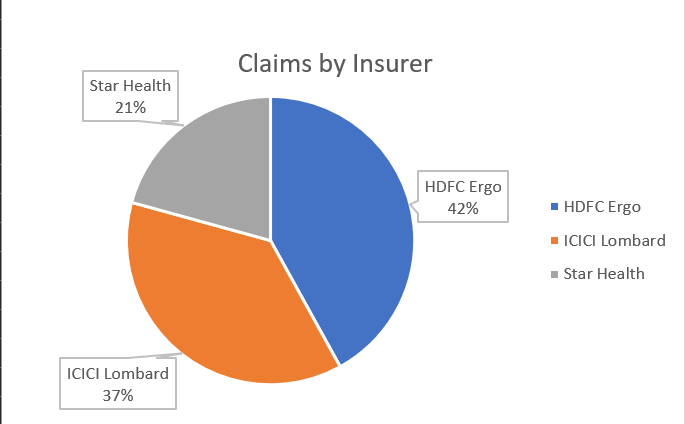 Claims by Insurer
Star Health
21%
HDFC Ergo
42%
ICICI Lombard
37%
HDFC Ergo
ICICI Lombard
Star Health